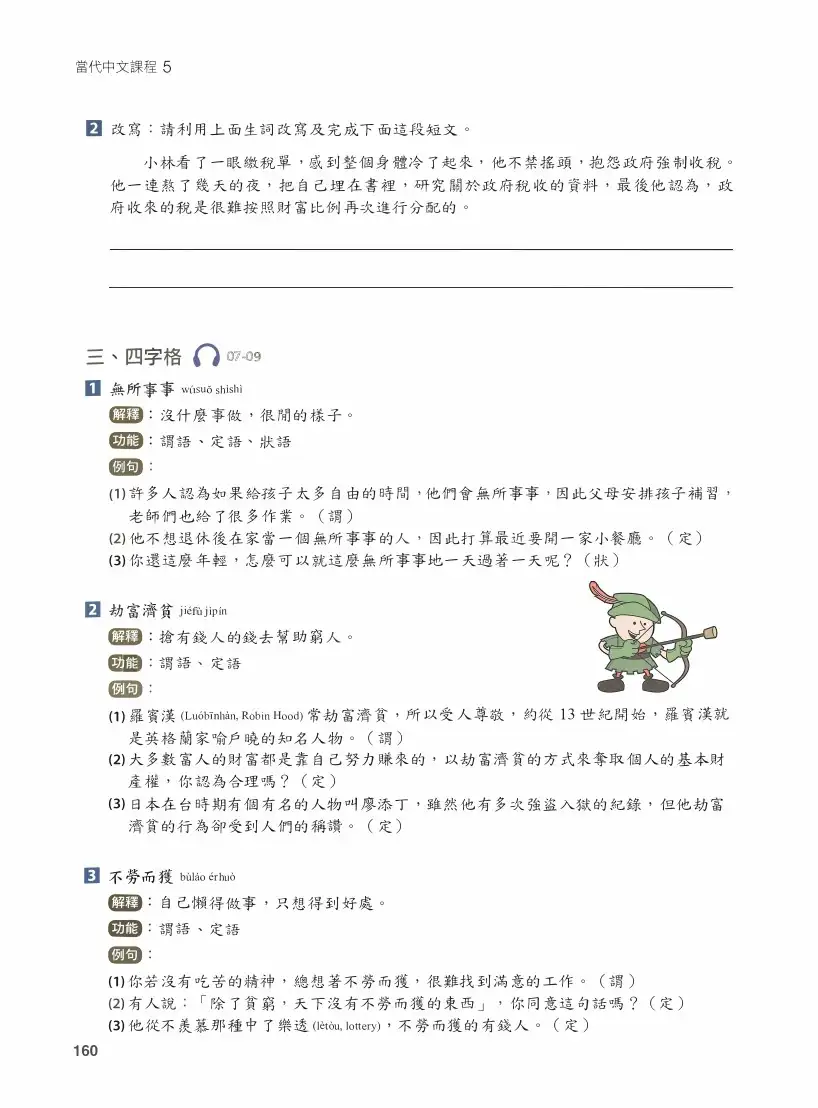 當代中文課程 5
2 改寫：請利用上面生詞改寫及完成下面這段短文。
小林看了一眼繳稅單，感到整個身體冷了起來，他不禁搖頭，抱怨政府強制收稅。
他一連熬了幾天的夜，把自己埋在書裡，研究關於政府稅收的資料，最後他認為，政
府收來的稅是很難按照財富比例再次進行分配的。
三、四字格 07-09
1 無所事事 wúsuǒ shìshì
解釋：沒什麼事做，很閒的樣子。
功能：謂語、定語、狀語
例句：
(1) 許多人認為如果給孩子太多自由的時間，他們會無所事事，因此父母安排孩子補習，
老師們也給了很多作業。（謂）
(2) 他不想退休後在家當一個無所事事的人，因此打算最近要開一家小餐廳。（定）
(3) 你還這麼年輕，怎麼可以就這麼無所事事地一天過著一天呢？（狀）
2 劫富濟貧 jiéfù jìpín
解釋：搶有錢人的錢去幫助窮人。
功能：謂語、定語
例句：
(1) 羅賓漢 (Luóbīnhàn, Robin Hood) 常劫富濟貧，所以受人尊敬，約從 13 世紀開始，羅賓漢就
是英格蘭家喻戶曉的知名人物。（謂）
(2) 大多數富人的財富都是靠自己努力賺來的，以劫富濟貧的方式來奪取個人的基本財
產權，你認為合理嗎？（定）
(3) 日本在台時期有個有名的人物叫廖添丁，雖然他有多次強盜入獄的紀錄，但他劫富
濟貧的行為卻受到人們的稱讚。（定）
3 不勞而獲 bùláo érhuò
解釋：自己懶得做事，只想得到好處。
功能：謂語、定語
例句：
(1) 你若沒有吃苦的精神，總想著不勞而獲，很難找到滿意的工作。（謂）
(2) 有人說：「除了貧窮，天下沒有不勞而獲的東西」，你同意這句話嗎？（定）
(3) 他從不羨慕那種中了樂透 (lètòu, lottery)，不勞而獲的有錢人。（定）
160